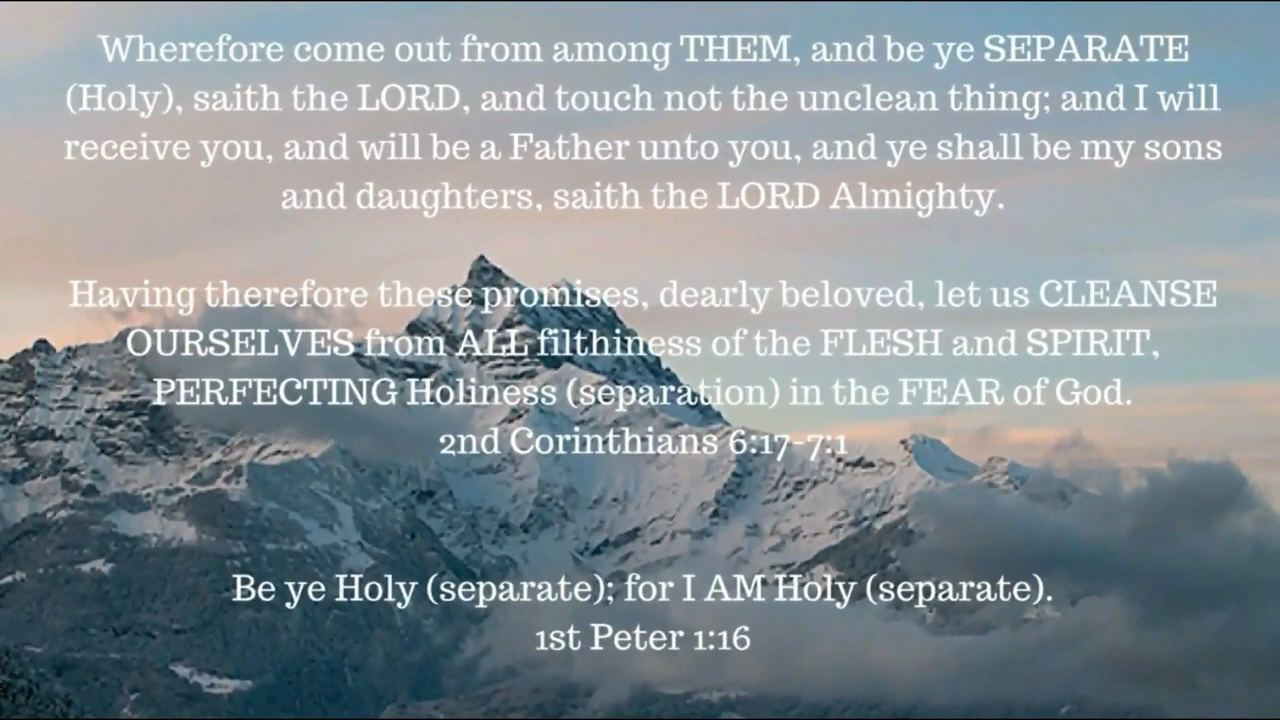 Wherefore come out from among THEM, and be ye SEPARATE
(Holy), saith the LORD, and touch not the unclean thing; and I will
receive you, and will be a Father unto you, and ye shall be my sons
and daughters, saith the LORD Almighty.
Having therefore these promises, dearly beloved, let us CLEANSE
OURSELVES from ALL filthiness of the FLESH and SPIRIT,
PERFECTING Holiness (separation) in the FEAR of God.
2nd Corinthians 6:17-7:1
Be ye Holy (separate); for I AM Holy (separate).
1st Peter 1:16